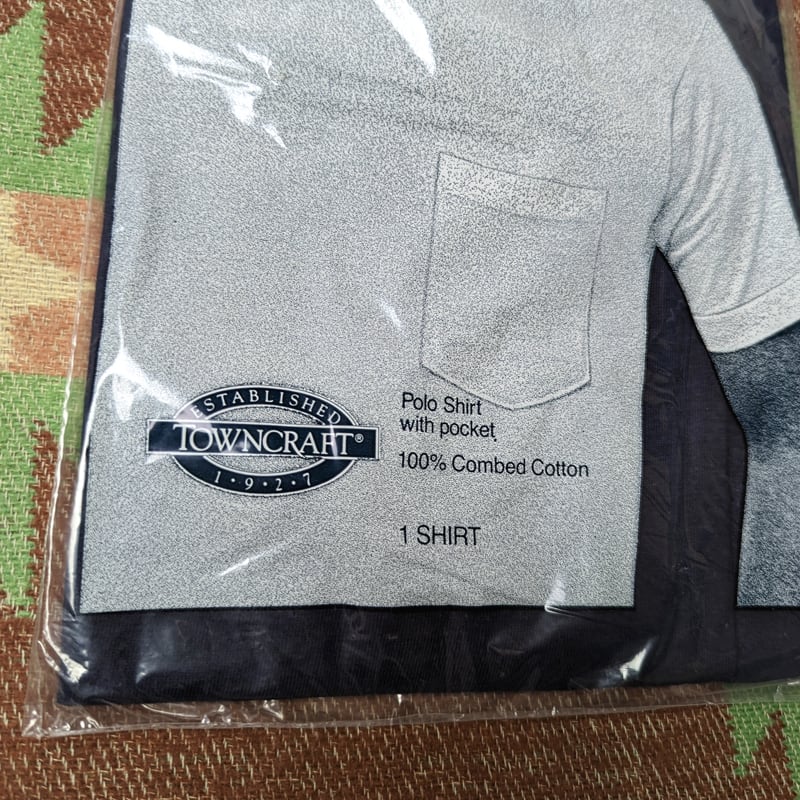 ESTABLISHED
TOWNCRAFT®
1·9·2·7
Polo Shirt
with pocket
100% Combed Cotton
1 SHIRT